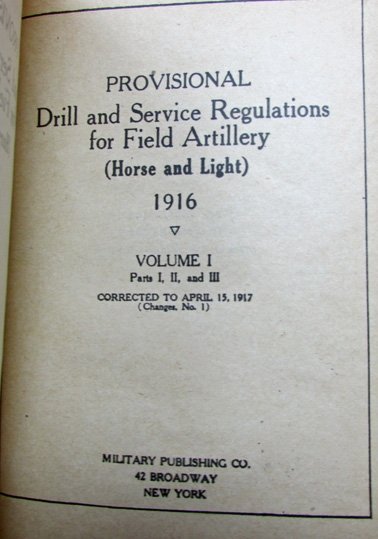 PROVISIONAL
Drill and Service Regulations
for Field Artillery
(Horse and Light)
1916
VOLUME I
Parts I, II, and III
CORRECTED TO APRIL 15, 1917
(Changes, No. 1)
MILITARY PUBLISHING CO.
42 BROADWAY
NEW YORK